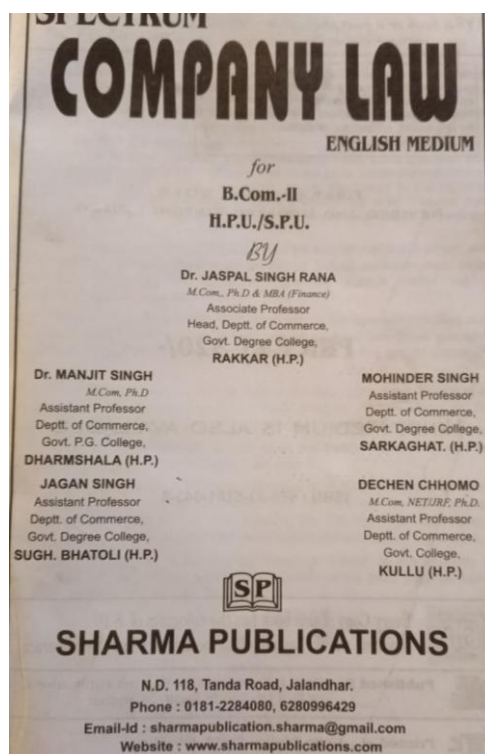 SPECTRUM
COMPANY LAW
ENGLISH MEDIUM
for
B.Com.-II
H.P.U./S.P.U.
BY
Dr. JASPAL SINGH RANA
M.Com., Ph.D & MBA (Finance)
Associate Professor
Head, Deptt. of Commerce,
Govt. Degree College,
RAKKAR (H.P.)
Dr. MANJIT SINGH
M.Com, Ph.D
Assistant Professor
Deptt. of Commerce,
Govt. P.G. College,
DHARMSHALA (H.P.)
MOHINDER SINGH
Assistant Professor
Deptt. of Commerce,
Govt. Degree College,
SARKAGHAT. (H.P.)
JAGAN SINGH
Assistant Professor
Deptt. of Commerce,
Govt. Degree College,
SUGH. BHATOLI (H.P.)
DECHEN CHHOMO
M.Com, NET/JRF, Ph.D.
Assistant Professor
Deptt. of Commerce,
Govt. College,
KULLU (H.P.)
SP
SHARMA PUBLICATIONS
N.D. 118, Tanda Road, Jalandhar.
Phone : 0181-2284080, 6280996429
Email-Id : sharmapublication.sharma@gmail.com
Website : www.sharmapublications.com